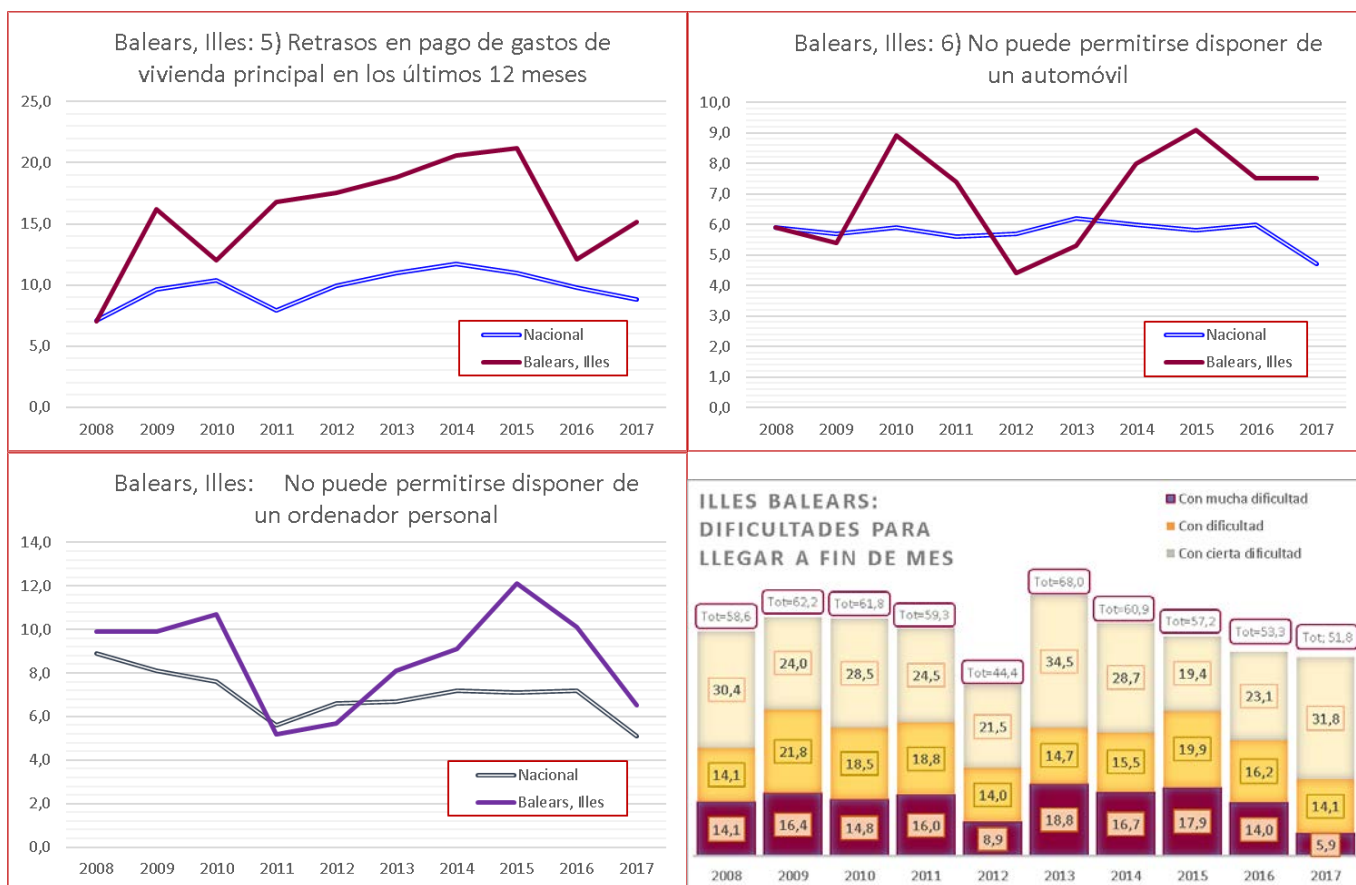 Balears, Illes: 5) Retrasos en pago de gastos de
vivienda principal en los últimos 12 meses
25,0
20,0
15,0
10,0
5,0
0,0
Nacional
Balears, Illes
2008 2009 2010 2011 2012 2013 2014 2015 2016 2017
Balears, Illes: 6) No puede permitirse disponer de
un automóvil
10,0
9,0
8,0
7,0
6,0
5,0
4,0
3,0
2,0
1,0
0,0
Nacional
Balears, Illes
2008 2009 2010 2011 2012 2013 2014 2015 2016 2017
Balears, Illes: No puede permitirse disponer de
un ordenador personal
14,0
12,0
10,0
8,0
6,0
4,0
2,0
0,0
Nacional
Balears, Illes
2008 2009 2010 2011 2012 2013 2014 2015 2016 2017
ILLES BALEARS:
DIFICULTADES PARA
LLEGAR A FIN DE MES
Con mucha dificultad
Con dificultad
Con cierta dificultad
Tot=58,6 Tot=62,2 Tot=61,8 Tot=59,3 Tot=44,4 Tot=68,0 Tot=60,9 Tot=57,2 Tot=53,3 Tot; 51,8
30,4 24,0 28,5 24,5 21,5 34,5 28,7 19,4 23,1 31,8
14,1 21,8 18,5 18,8 14,0 14,7 15,5 19,9 16,2 14,1
14,1 16,4 14,8 16,0 8,9 18,8 16,7 17,9 14,0 5,9
2008 2009 2010 2011 2012 2013 2014 2015 2016 2017